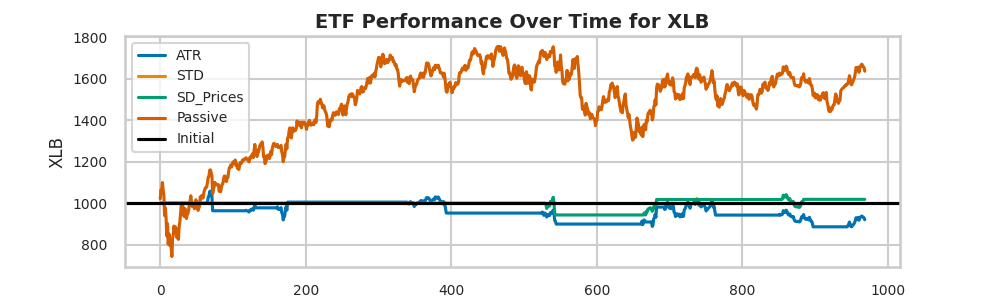 ETF Performance Over Time for XLB
1800
1600
1400
1200
1000
800
XLB
ATR
STD
SD_Prices
Passive
Initial
0 200 400 600 800 1000